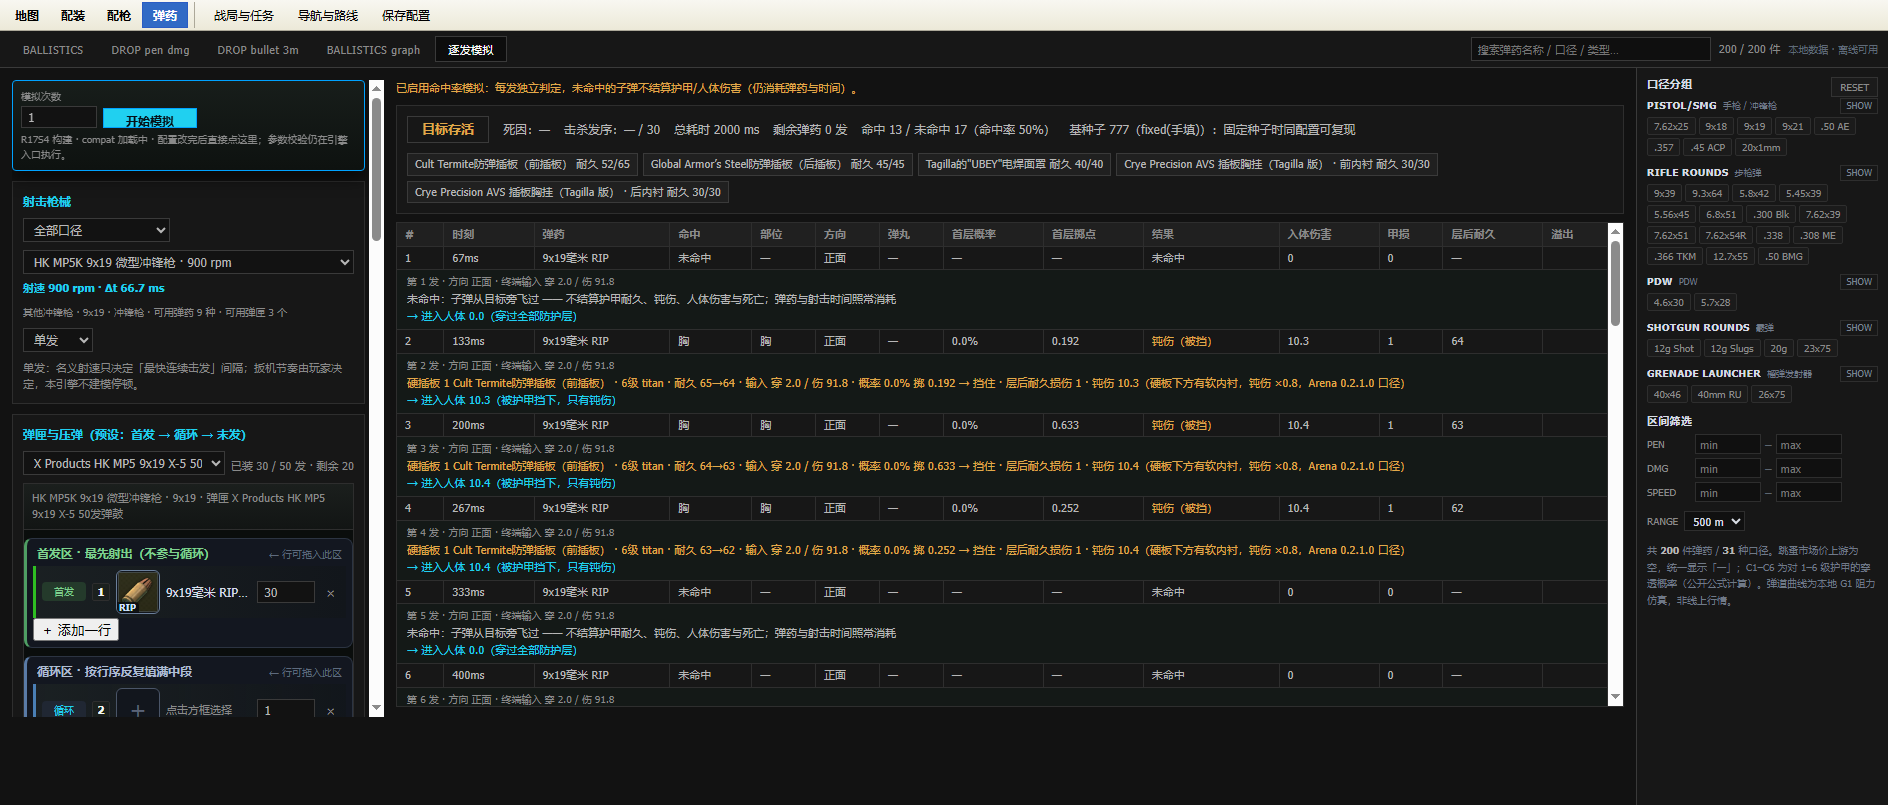 地图 配装 配枪 弹药 战局与任务 导航与路线 保存配置
BALLISTICS DROP pen dmg DROP bullet 3m BALLISTICS graph 逐发模拟 搜索弹药名称 / 口径 / 类型... 200 / 200 件 本地数据 · 离线可用
模拟次数
1 开始模拟
R1754 构建 · compat 加载中 · 配置改完后直接点这里；参数校验仍在引擎
入口执行。
射击枪械
全部口径
HK MP5K 9x19 微型冲锋枪 · 900 rpm
射速 900 rpm · Δt 66.7 ms
其他冲锋枪 · 9x19 · 冲锋枪 · 可用弹药 9 种 · 可用弹匣 3 个
单发
单发：名义射速只决定「最快连续击发」间隔；扳机节奏由玩家决
定，本引擎不建模停顿。
弹匣与压弹（预设：首发 → 循环 → 末发）
X Products HK MP5 9x19 X-5 50 已装 30 / 50 发 · 剩余 20
HK MP5K 9x19 微型冲锋枪 · 9x19 · 弹匣 X Products HK MP5
9x19 X-5 50发弹鼓
首发区 · 最先射出（不参与循环） ← 行可拖入此区
首发 1 RIP 9x19毫米 RIP... 30 ×
+ 添加一行
循环区 · 按行序反复填满中段 ← 行可拖入此区
循环 2 + 点击方框选择 1 ×
已启用命中率模拟：每发独立判定，未命中的子弹不结算护甲/人体伤害（仍消耗弹药与时间）。
目标存活 死因：— 击杀发序：— / 30 总耗时 2000 ms 剩余弹药 0 发 命中 13 / 未命中 17（命中率 50%） 基种子 777（fixed(手填)）：固定种子时同配置可复现
Cult Termite防弹插板（前插板） 耐久 52/65 Global Armor's Steel防弹插板（后插板） 耐久 45/45 Tagilla的"UBEY"电焊面罩 耐久 40/40 Crye Precision AVS 插板胸挂（Tagilla 版） · 前内衬 耐久 30/30
Crye Precision AVS 插板胸挂（Tagilla 版） · 后内衬 耐久 30/30
# 时刻 弹药 命中 部位 方向 弹丸 首层概率 首层掷点 结果 入体伤害 甲损 层后耐久 溢出
1 67ms 9x19毫米 RIP 未命中 — 正面 — — — 未命中 0 0 —
第 1 发 · 方向 正面 · 终端输入 穿 2.0 / 伤 91.8
未命中：子弹从目标旁飞过 —— 不结算护甲耐久、钝伤、人体伤害与死亡；弹药与射击时间照常消耗
→ 进入人体 0.0（穿过全部防护层）
2 133ms 9x19毫米 RIP 胸 胸 正面 — 0.0% 0.192 钝伤（被挡） 10.3 1 64
第 2 发 · 方向 正面 · 终端输入 穿 2.0 / 伤 91.8
硬插板 1 Cult Termite防弹插板（前插板） · 6级 titan · 耐久 65→64 · 输入 穿 2.0 / 伤 91.8 · 概率 0.0% 掷 0.192 → 挡住 · 层后耐久损伤 1 · 钝伤 10.3（硬板下方有软内衬，钝伤 ×0.8，Arena 0.2.1.0 口径）
→ 进入人体 10.3（被护甲挡下，只有钝伤）
3 200ms 9x19毫米 RIP 胸 胸 正面 — 0.0% 0.633 钝伤（被挡） 10.4 1 63
第 3 发 · 方向 正面 · 终端输入 穿 2.0 / 伤 91.8
硬插板 1 Cult Termite防弹插板（前插板） · 6级 titan · 耐久 64→63 · 输入 穿 2.0 / 伤 91.8 · 概率 0.0% 掷 0.633 → 挡住 · 层后耐久损伤 1 · 钝伤 10.4（硬板下方有软内衬，钝伤 ×0.8，Arena 0.2.1.0 口径）
→ 进入人体 10.4（被护甲挡下，只有钝伤）
4 267ms 9x19毫米 RIP 胸 胸 正面 — 0.0% 0.252 钝伤（被挡） 10.4 1 62
第 4 发 · 方向 正面 · 终端输入 穿 2.0 / 伤 91.8
硬插板 1 Cult Termite防弹插板（前插板） · 6级 titan · 耐久 63→62 · 输入 穿 2.0 / 伤 91.8 · 概率 0.0% 掷 0.252 → 挡住 · 层后耐久损伤 1 · 钝伤 10.4（硬板下方有软内衬，钝伤 ×0.8，Arena 0.2.1.0 口径）
→ 进入人体 10.4（被护甲挡下，只有钝伤）
5 333ms 9x19毫米 RIP 未命中 — 正面 — — — 未命中 0 0 —
第 5 发 · 方向 正面 · 终端输入 穿 2.0 / 伤 91.8
未命中：子弹从目标旁飞过 —— 不结算护甲耐久、钝伤、人体伤害与死亡；弹药与射击时间照常消耗
→ 进入人体 0.0（穿过全部防护层）
6 400ms 9x19毫米 RIP 未命中 — 正面 — — — 未命中 0 0 —
第 6 发 · 方向 正面 · 终端输入 穿 2.0 / 伤 91.8
口径分组 RESET
PISTOL/SMG 手枪 / 冲锋枪 SHOW
7.62x25 9x18 9x19 9x21 .50 AE
.357 .45 ACP 20x1mm
RIFLE ROUNDS 步枪弹 SHOW
9x39 9.3x64 5.8x42 5.45x39
5.56x45 6.8x51 .300 Blk 7.62x39
7.62x51 7.62x54R .338 .308 ME
.366 TKM 12.7x55 .50 BMG
PDW PDW SHOW
4.6x30 5.7x28
SHOTGUN ROUNDS 霰弹 SHOW
12g Shot 12g Slugs 20g 23x75
GRENADE LAUNCHER 榴弹发射器 SHOW
40x46 40mm RU 26x75
区间筛选
PEN min — max
DMG min — max
SPEED min — max
RANGE 500 m
共 200 件弹药 / 31 种口径。跳蚤市场价上游为
空，统一显示「—」；C1–C6 为对 1–6 级护甲的穿
透概率（公开公式计算）。弹道曲线为本地 G1 阻力
仿真，非线上行情。